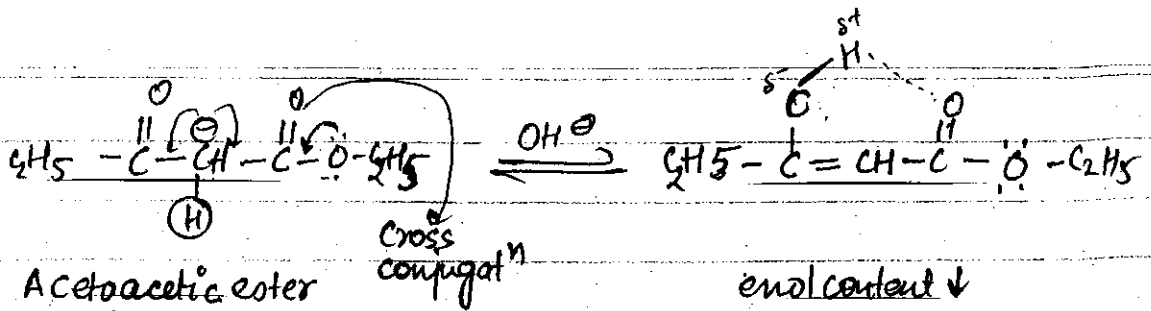 δ+
H
δ-
O O O O
C2H5 - C - CH - C - O - C2H5 ⇌ OH⊖ C2H5 - C = CH - C - O - C2H5
H
Cross
conjugatⁿ
Acetoacetic ester enol content ↓